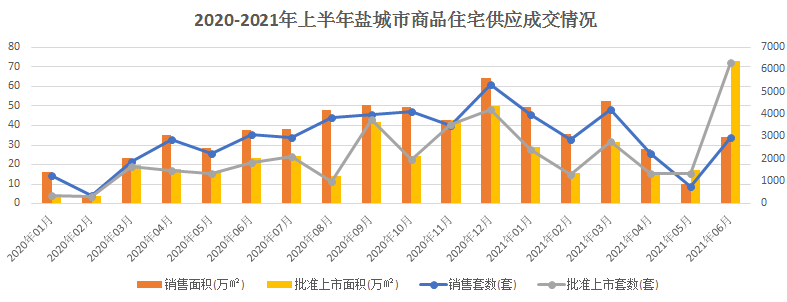 2020-2021年上半年盐城市商品住宅供应成交情况
80
70
60
50
40
30
20
10
0
7000
6000
5000
4000
3000
2000
1000
0
2020年01月
2020年02月
2020年03月
2020年04月
2020年05月
2020年06月
2020年07月
2020年08月
2020年09月
2020年10月
2020年11月
2020年12月
2021年01月
2021年02月
2021年03月
2021年04月
2021年05月
2021年06月
销售面积(万㎡) 批准上市面积(万㎡) 销售套数(套) 批准上市套数(套)